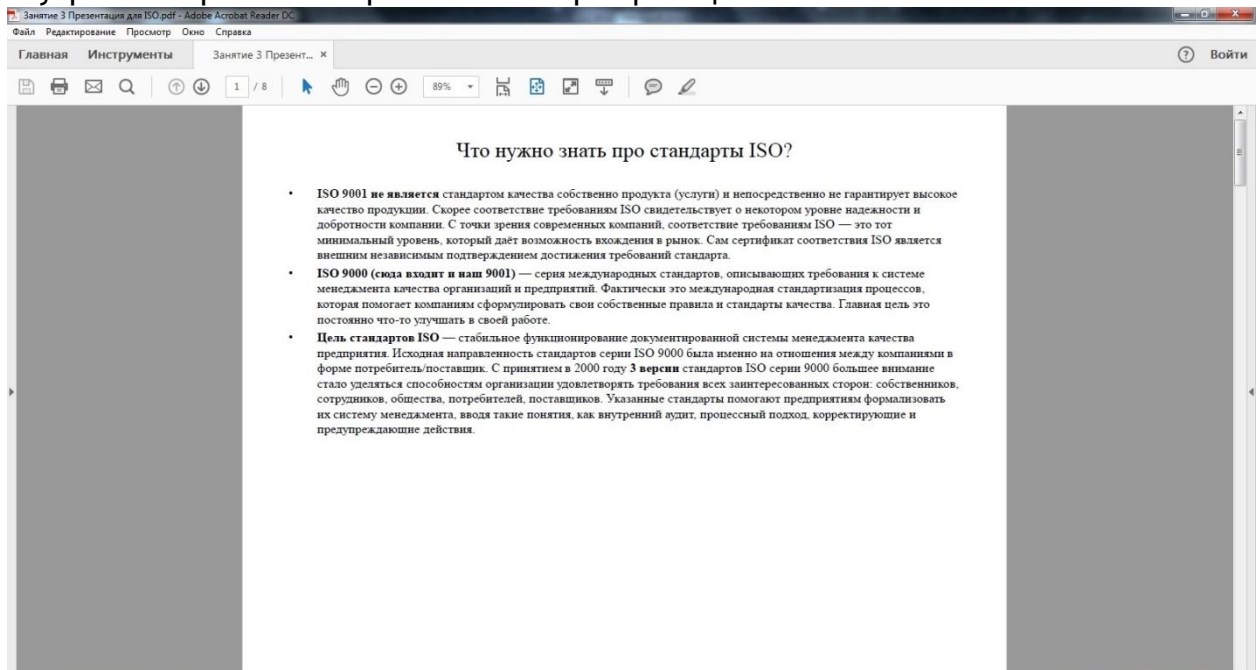 Занятие 3 Презентация для ISO.pdf - Adobe Acrobat Reader DC
Файл Редактирование Просмотр Окно Справка
Главная Инструменты Занятие 3 Презент... × ? Войти
1 / 8 89%
Что нужно знать про стандарты ISO?
• ISO 9001 не является стандартом качества собственно продукта (услуги) и непосредственно не гарантирует высокое
качество продукции. Скорее соответствие требованиям ISO свидетельствует о некотором уровне надежности и
добротности компании. С точки зрения современных компаний, соответствие требованиям ISO — это тот
минимальный уровень, который даёт возможность вхождения в рынок. Сам сертификат соответствия ISO является
внешним независимым подтверждением достижения требований стандарта.
• ISO 9000 (сюда входит и наш 9001) — серия международных стандартов, описывающих требования к системе
менеджмента качества организаций и предприятий. Фактически это международная стандартизация процессов,
которая помогает компаниям сформулировать свои собственные правила и стандарты качества. Главная цель это
постоянно что-то улучшать в своей работе.
• Цель стандартов ISO — стабильное функционирование документированной системы менеджмента качества
предприятия. Исходная направленность стандартов серии ISO 9000 была именно на отношения между компаниями в
форме потребитель/поставщик. С принятием в 2000 году 3 версии стандартов ISO серии 9000 большее внимание
стало уделяться способностям организации удовлетворять требования всех заинтересованных сторон: собственников,
сотрудников, общества, потребителей, поставщиков. Указанные стандарты помогают предприятиям формализовать
их систему менеджмента, вводя такие понятия, как внутренний аудит, процессный подход, корректирующие и
предупреждающие действия.